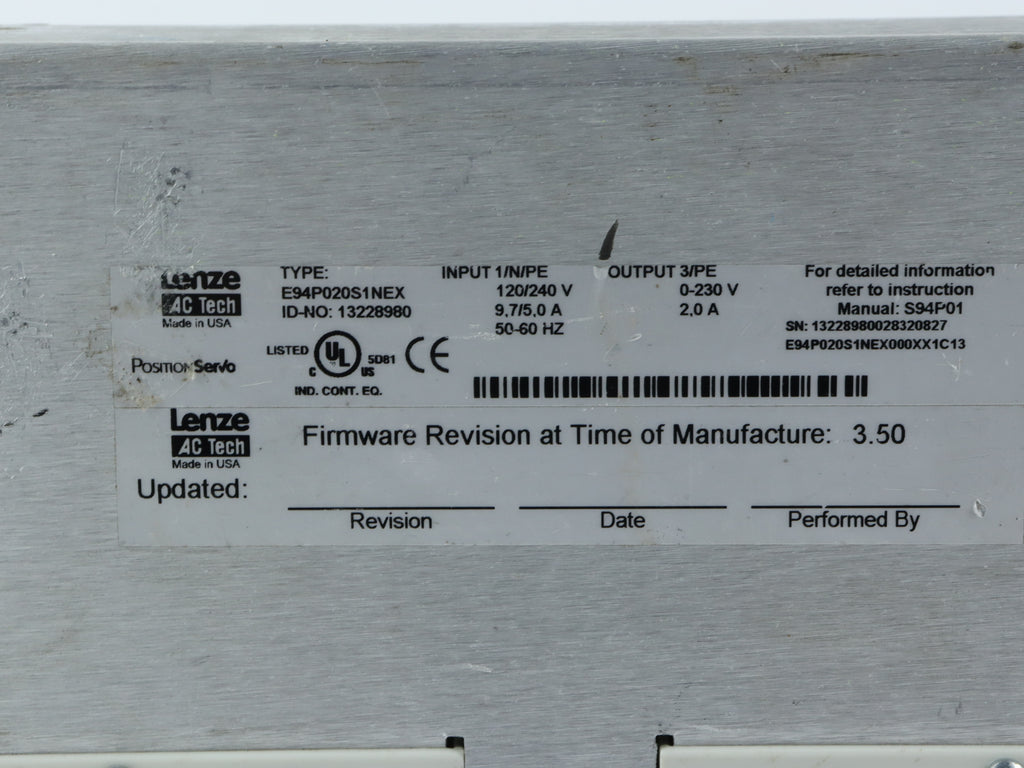 Lenze
AC Tech
Made in USA
POSITIONServo
TYPE:
E94P020S1NEX
ID-NO: 13228980
LISTED
C UL US
5D81
CE
IND. CONT. EQ.
INPUT 1/N/PE
120/240 V
9,7/5,0 A
50-60 HZ
OUTPUT 3/PE
0-230 V
2,0 A
For detailed information
refer to instruction
Manual: S94P01
SN: 13228980028320827
E94P020S1NEX000XX1C13
Lenze
AC Tech
Made in USA
Firmware Revision at Time of Manufacture: 3.50
Updated:
Revision
Date
Performed By